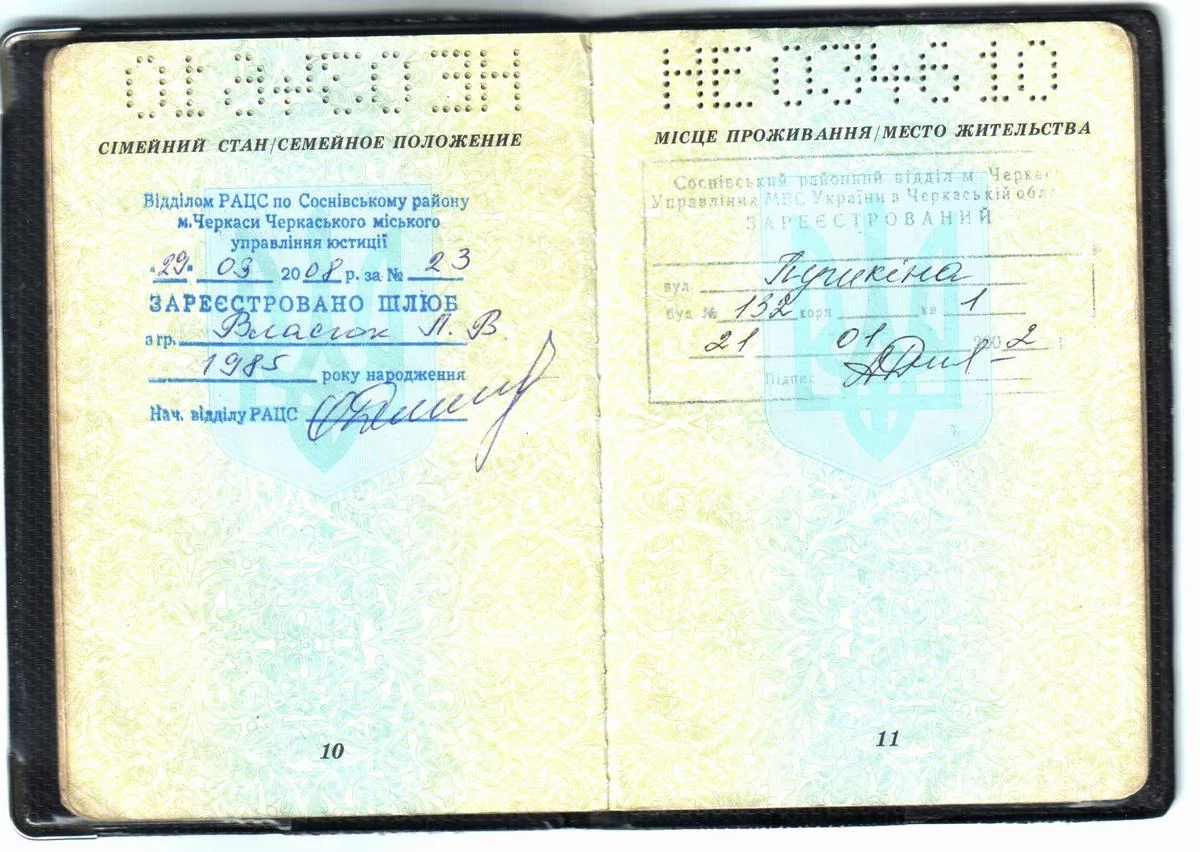 СІМЕЙНИЙ СТАН/СЕМЕЙНОЕ ПОЛОЖЕНИЕ
Відділом РАЦС по Соснівському району
м.Черкаси Черкаського міського
управління юстиції
"29" 03 2008 р. за № 23
ЗАРЕЄСТРОВАНО ШЛЮБ
з гр. Власюк Л. В
1985 року народження
Нач. відділу РАЦС
10
НЕ 034610
МІСЦЕ ПРОЖИВАННЯ/МЕСТО ЖИТЕЛЬСТВА
Соснівський районний відділ м Черкаси
Управління МВС України в Черкаській обл
ЗАРЕЄСТРОВАНИЙ
вул Пушкіна
буд № 132 корп кв 1
21 01 2002 р
Підпис
11